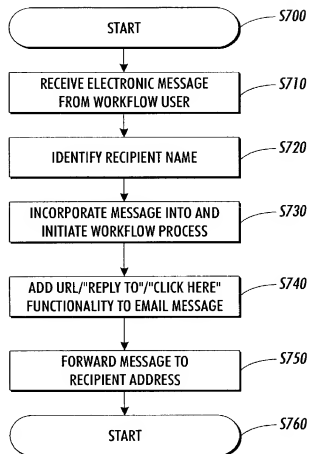 START
S700
RECEIVE ELECTRONIC MESSAGE
FROM WORKFLOW USER
S710
IDENTIFY RECIPIENT NAME
S720
INCORPORATE MESSAGE INTO AND
INITIATE WORKFLOW PROCESS
S730
ADD URL/"REPLY TO"/"CLICK HERE"
FUNCTIONALITY TO EMAIL MESSAGE
S740
FORWARD MESSAGE TO
RECIPIENT ADDRESS
S750
START
S760